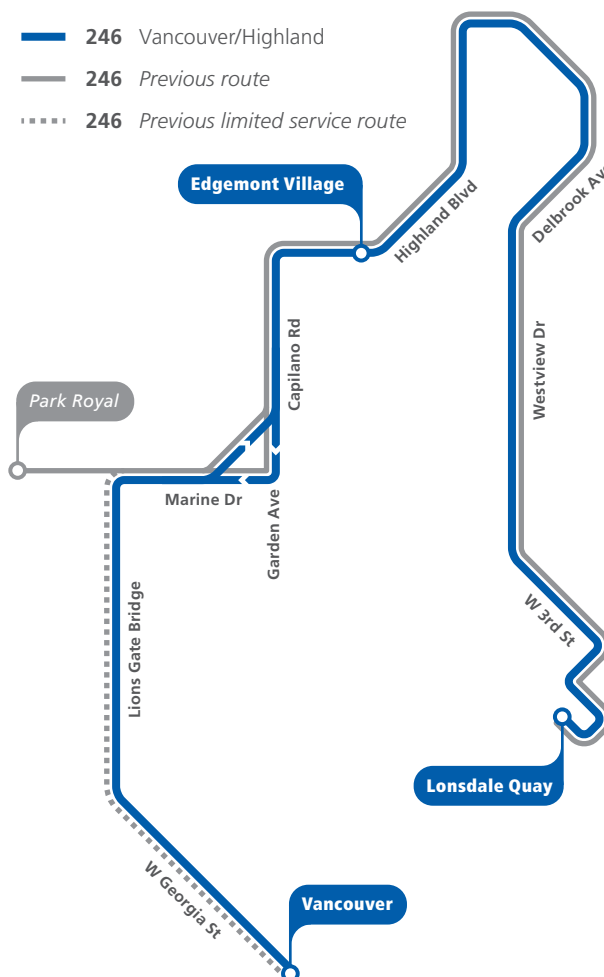 246 Vancouver/Highland
246 Previous route
246 Previous limited service route
Edgemont Village
Highland Blvd
Delbrook Av
Capilano Rd
Westview Dr
Park Royal
Marine Dr
Garden Ave
Lions Gate Bridge
W 3rd St
Lonsdale Quay
W Georgia St
Vancouver